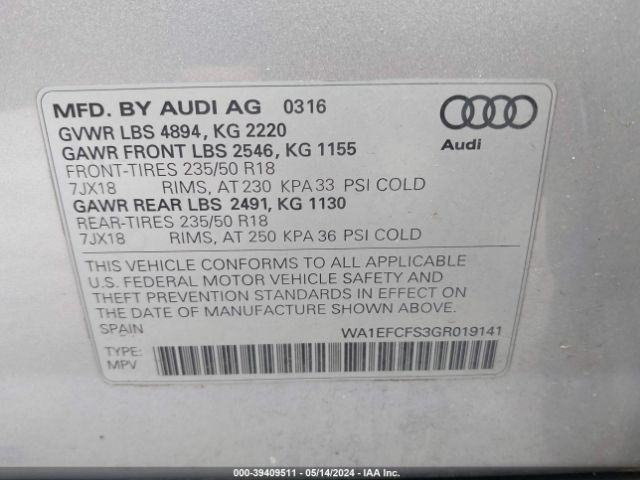 MFD. BY AUDI AG 0316
GVWR LBS 4894, KG 2220
GAWR FRONT LBS 2546, KG 1155
FRONT-TIRES 235/50 R18
7JX18 RIMS, AT 230 KPA 33 PSI COLD
GAWR REAR LBS 2491, KG 1130
REAR-TIRES 235/50 R18
7JX18 RIMS, AT 250 KPA 36 PSI COLD
Audi
THIS VEHICLE CONFORMS TO ALL APPLICABLE
U.S. FEDERAL MOTOR VEHICLE SAFETY AND
THEFT PREVENTION STANDARDS IN EFFECT ON
THE DATE OF MANUFACTURE SHOWN ABOVE.
SPAIN WA1EFCFS3GR019141
TYPE:
MPV
000-39409511 - 05/14/2024 - IAA Inc.